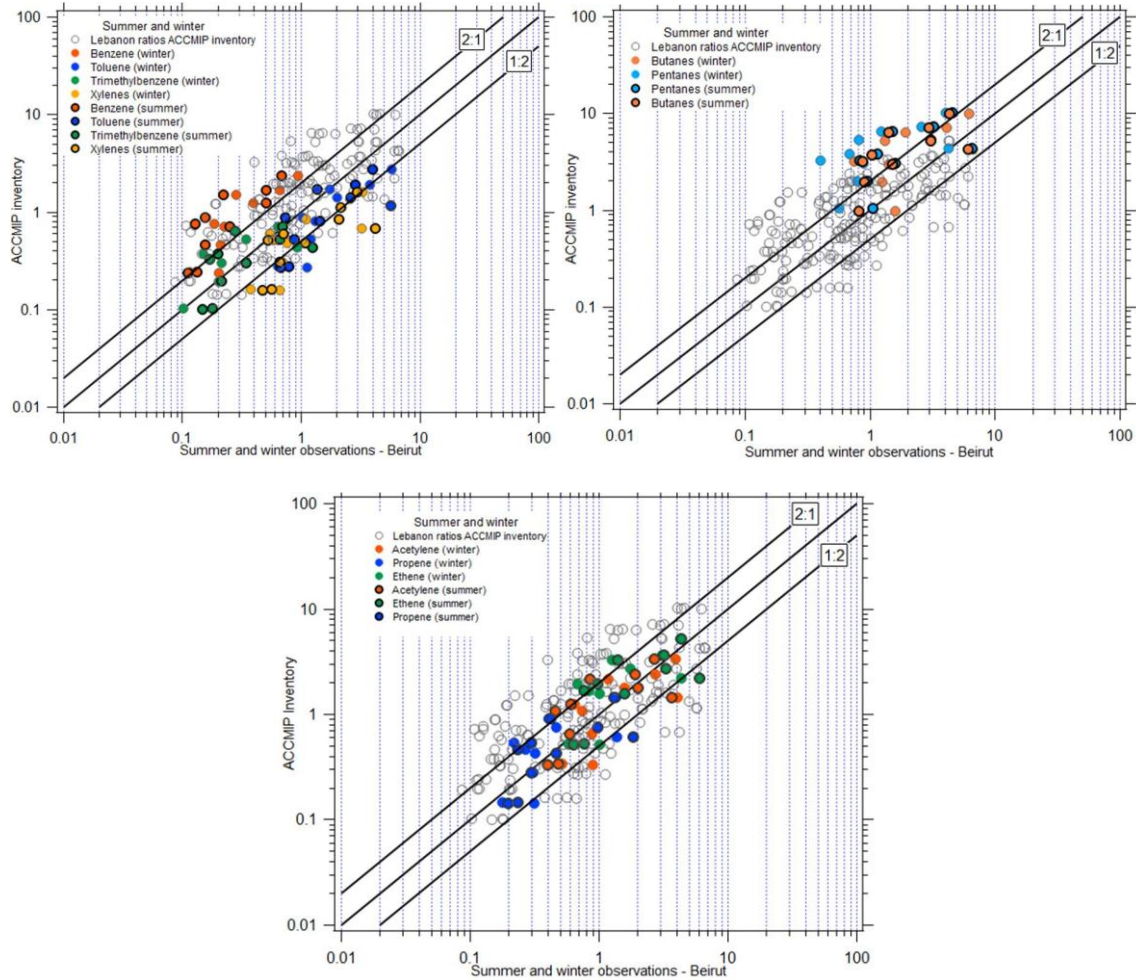 Summer and winter
Lebanon ratios ACCMIP inventory
Benzene (winter)
Toluene (winter)
Trimethylbenzene (winter)
Xylenes (winter)
Benzene (summer)
Toluene (summer)
Trimethylbenzene (summer)
Xylenes (summer)
2:1
1:2
100
10
1
0.1
0.01
ACCMIP inventory
0.01
0.1
1
10
100
Summer and winter observations - Beirut
Summer and winter
Lebanon ratios ACCMIP inventory
Butanes (winter)
Pentanes (winter)
Pentanes (summer)
Butanes (summer)
2:1
1:2
100
10
1
0.1
0.01
ACCMIP inventory
0.01
0.1
1
10
100
Summer and winter observations - Beirut
Summer and winter
Lebanon ratios ACCMIP inventory
Acetylene (winter)
Propene (winter)
Ethene (winter)
Acetylene (summer)
Ethene (summer)
Propene (summer)
2:1
1:2
100
10
1
0.1
0.01
ACCMIP Inventory
0.01
0.1
1
10
100
Summer and winter observations - Beirut